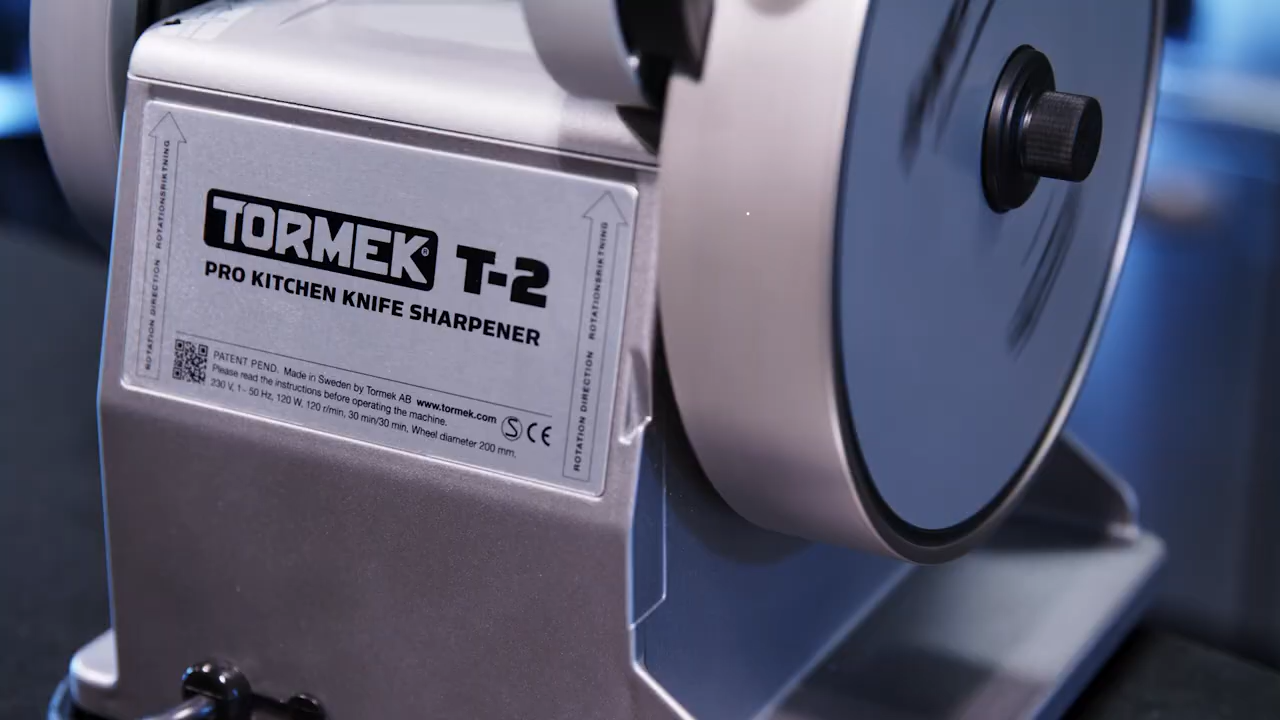 TORMEK® T-2
PRO KITCHEN KNIFE SHARPENER
PATENT PEND. Made in Sweden by Tormek AB www.tormek.com
Please read the instructions before operating the machine.
230 V, 1~ 50 Hz, 120 W, 120 r/min, 30 min/30 min, Wheel diameter 200 mm.
S CE
ROTATION DIRECTION ROTATIONSRIKTNING
ROTATION DIRECTION ROTATIONSRIKTNING